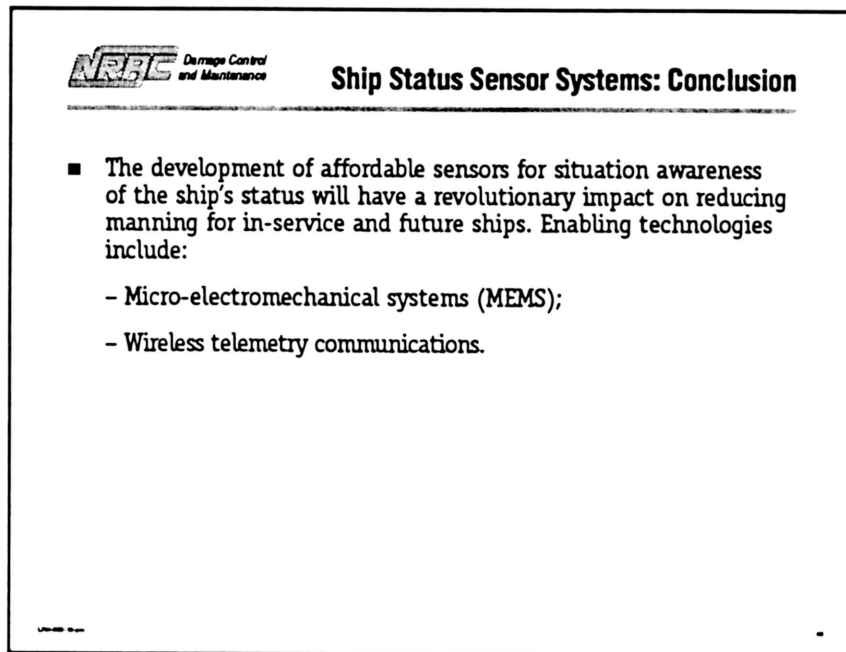 NRAC Damage Control
and Maintenance
Ship Status Sensor Systems: Conclusion
■ The development of affordable sensors for situation awareness
of the ship's status will have a revolutionary impact on reducing
manning for in-service and future ships. Enabling technologies
include:
– Micro-electromechanical systems (MEMS);
– Wireless telemetry communications.